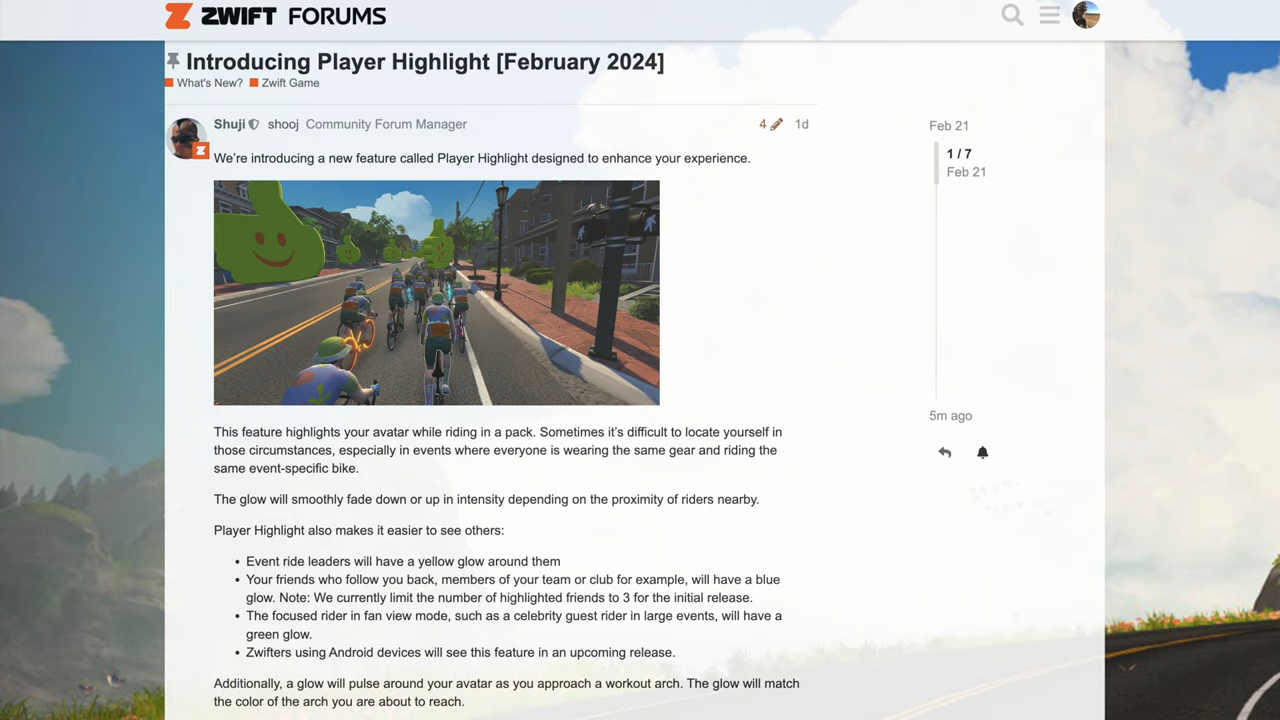 ZWIFT FORUMS
Introducing Player Highlight [February 2024]
What's New? Zwift Game
Shuji shooj Community Forum Manager 4 1d
We're introducing a new feature called Player Highlight designed to enhance your experience.
This feature highlights your avatar while riding in a pack. Sometimes it's difficult to locate yourself in
those circumstances, especially in events where everyone is wearing the same gear and riding the
same event-specific bike.
The glow will smoothly fade down or up in intensity depending on the proximity of riders nearby.
Player Highlight also makes it easier to see others:
• Event ride leaders will have a yellow glow around them
• Your friends who follow you back, members of your team or club for example, will have a blue
glow. Note: We currently limit the number of highlighted friends to 3 for the initial release.
• The focused rider in fan view mode, such as a celebrity guest rider in large events, will have a
green glow.
• Zwifters using Android devices will see this feature in an upcoming release.
Additionally, a glow will pulse around your avatar as you approach a workout arch. The glow will match
the color of the arch you are about to reach.
Feb 21
1 / 7
Feb 21
5m ago